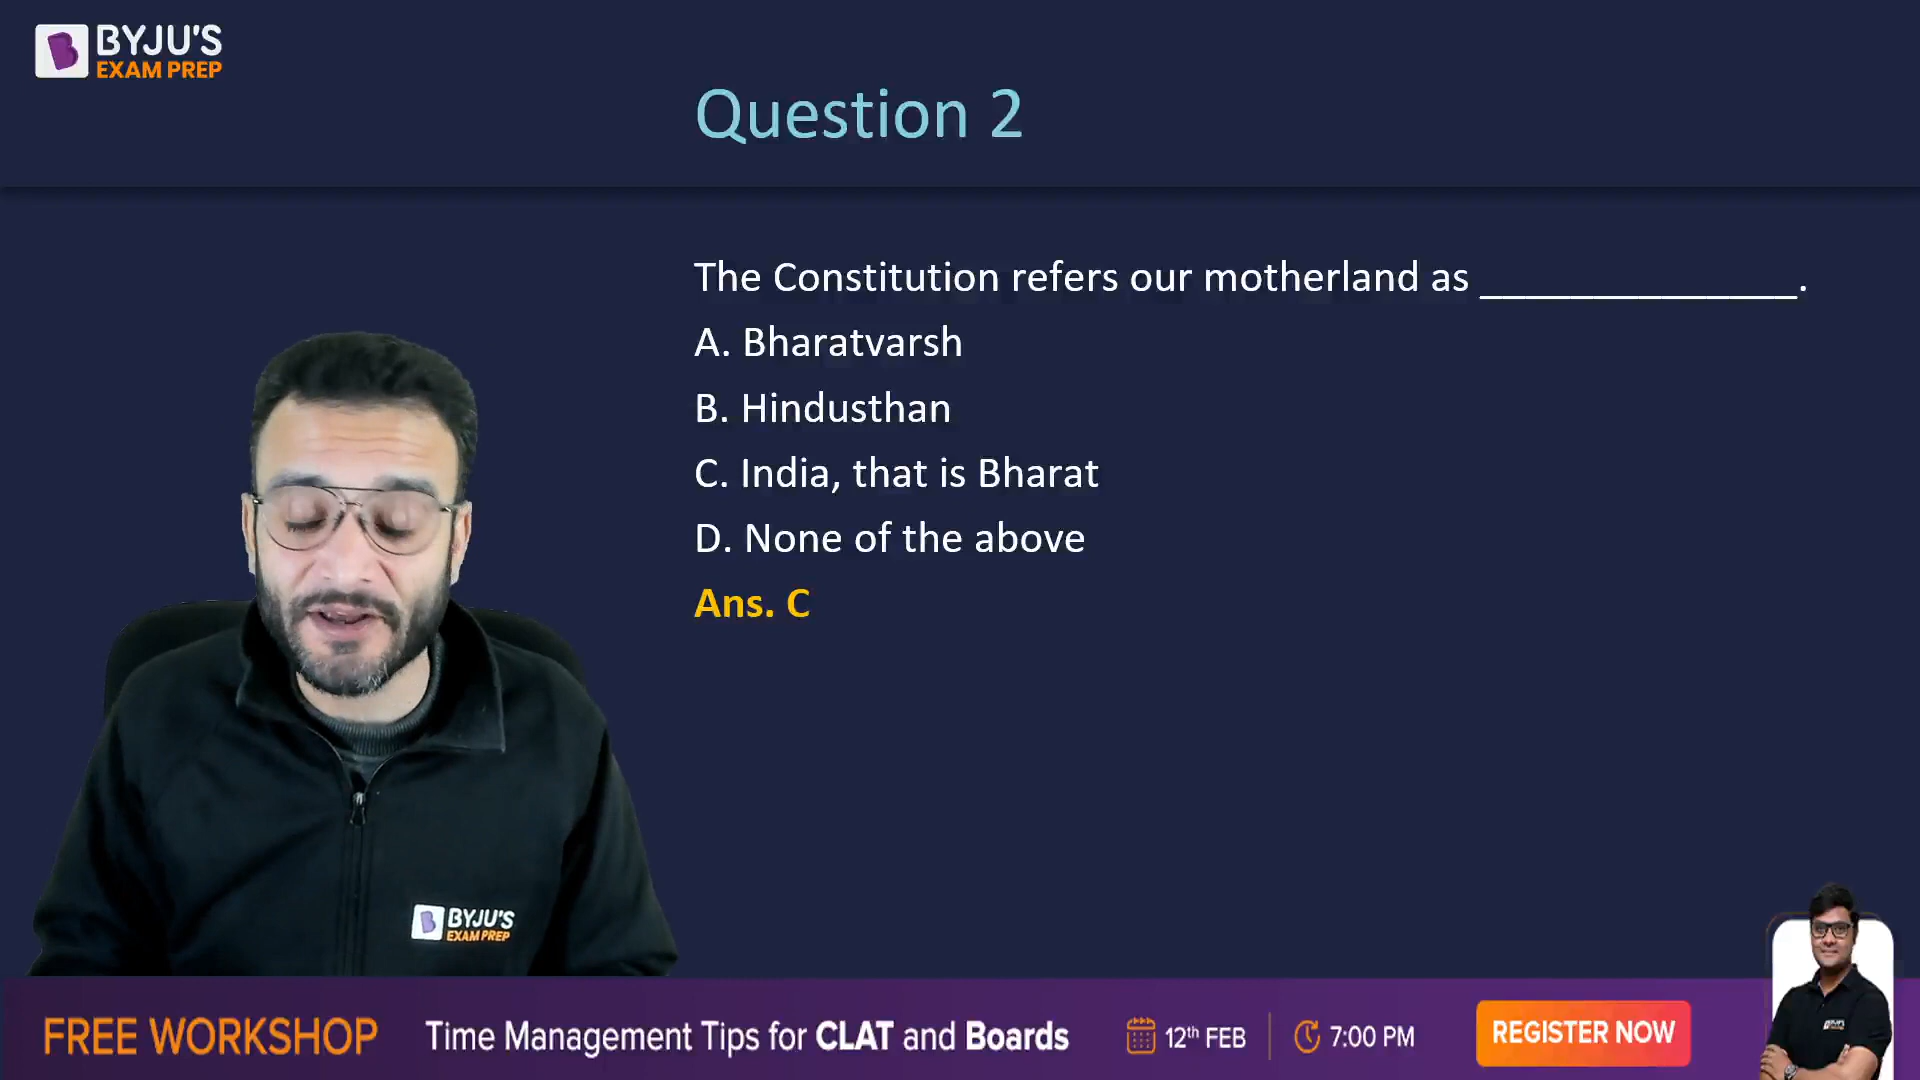 BYJU'S
EXAM PREP
Question 2
The Constitution refers our motherland as ______________.
A. Bharatvarsh
B. Hindusthan
C. India, that is Bharat
D. None of the above
Ans. C
BYJU'S
EXAM PREP
FREE WORKSHOP Time Management Tips for CLAT and Boards 12th FEB 7:00 PM REGISTER NOW